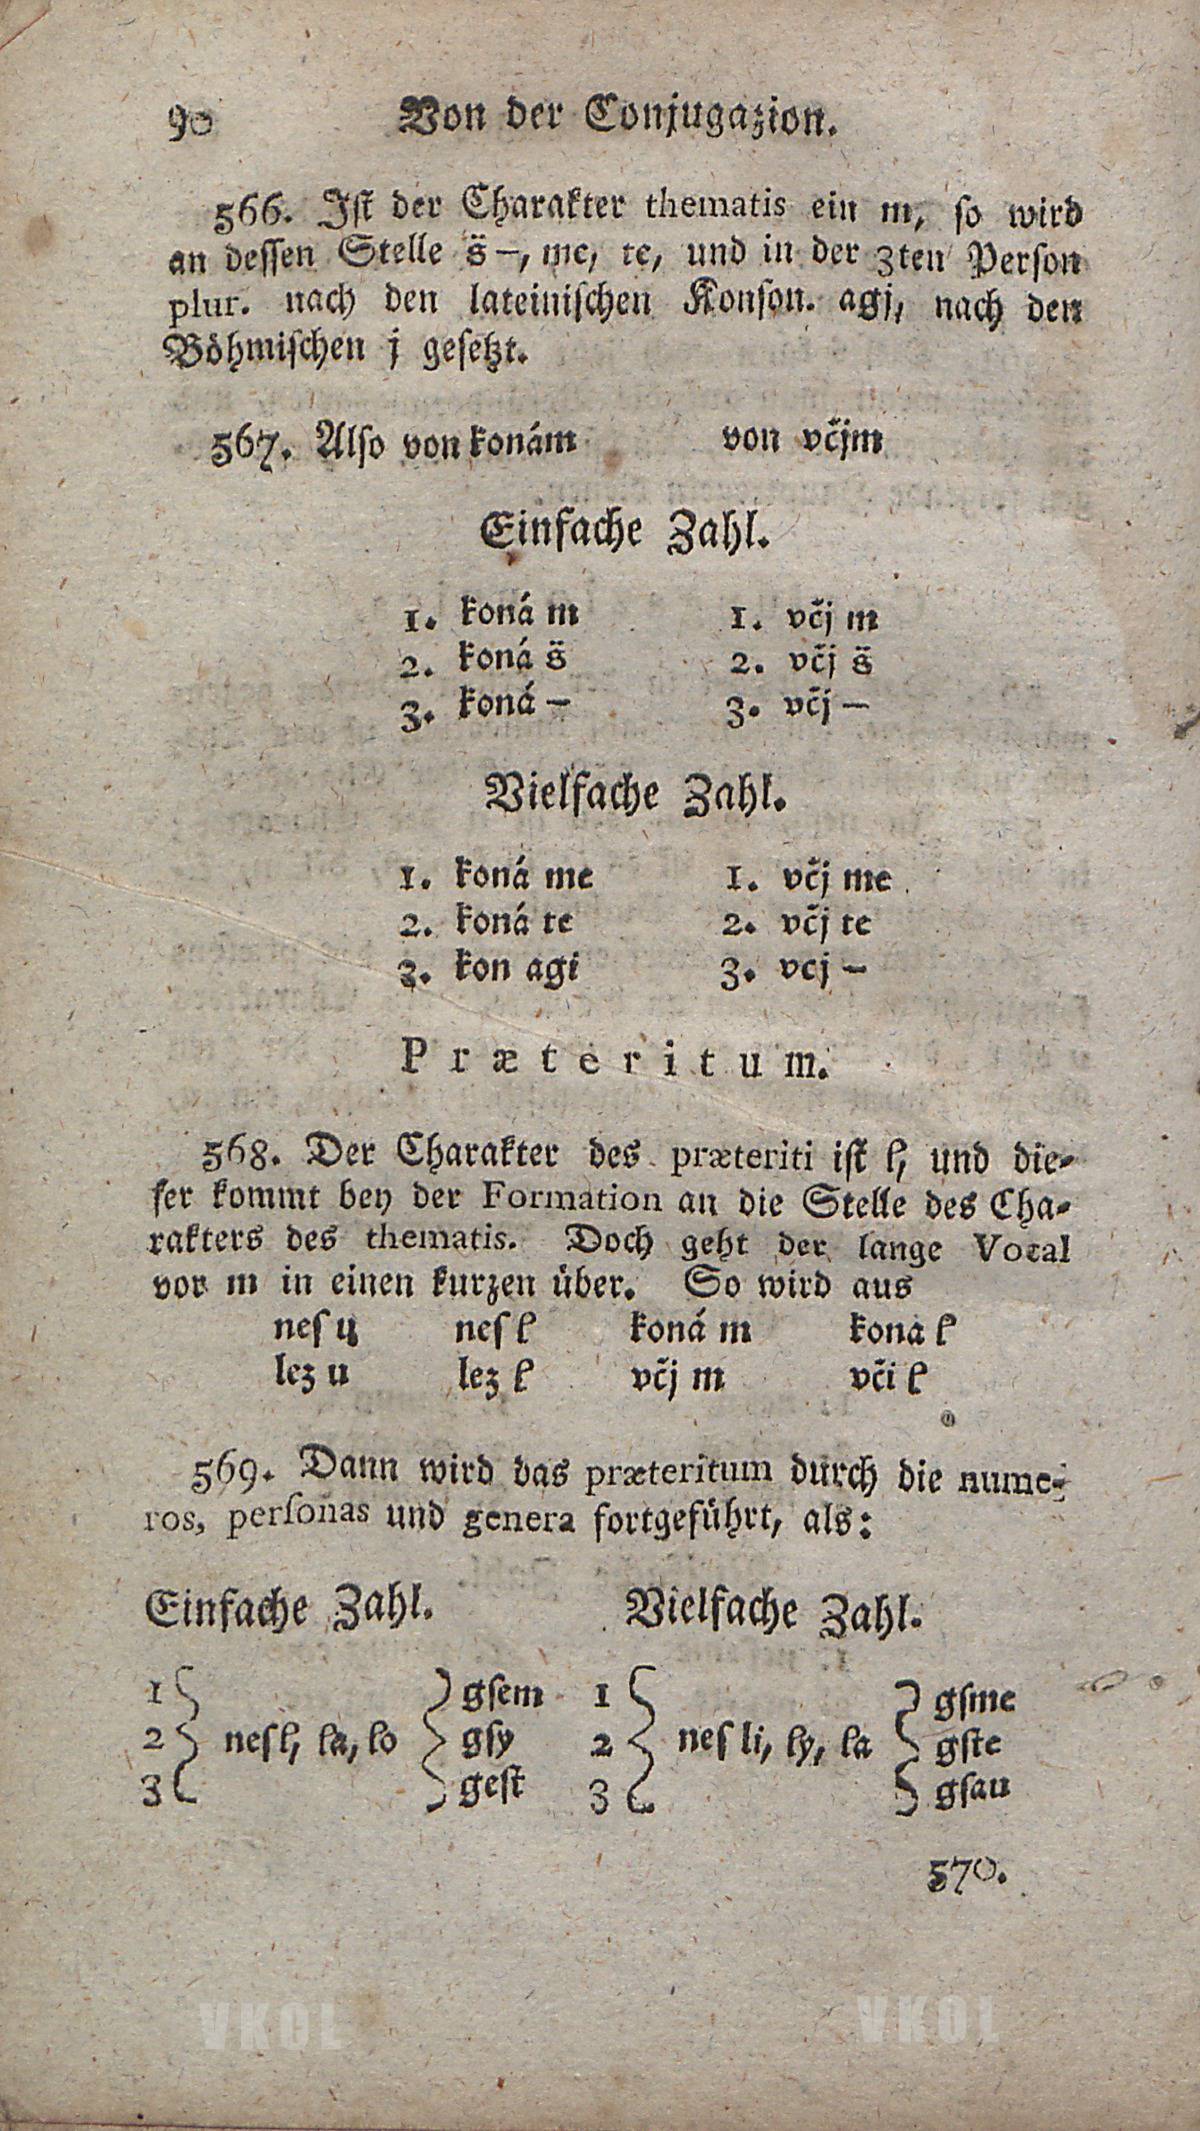 90 Von der Conjugazion.
566. Iſt der Charakter thematis ein m, ſo wird
an deſſen Stelle s̈ —, me, te, und in der 3ten Perſon
plur. nach den lateiniſchen Konſon. agj, nach den
Böhmiſchen j geſetzt.
567. Alſo von konám von včjm
Einfache Zahl.
1. koná m 1. včj m
2. koná s̈ 2. včj s̈
3. koná — 3. včj —
Vielfache Zahl.
1. koná me 1. včj me
2. koná te 2. včj te
3. kon agi 3. vcj —
Præteritum.
568. Der Charakter des præteriti iſt l, und die-
ſer kommt bey der Formation an die Stelle des Cha-
rakters des thematis. Doch geht der lange Vocal
vor m in einen kurzen über. So wird aus
neſ u neſ l koná m kona l
lez u lez l včj m vči l
569. Dann wird das præteritum durch die nume-
ros, perſonas und genera fortgeführt, als:
Einfache Zahl. Vielfache Zahl.
1 gſem 1 gſme
2 neſ l, la, lo gſy 2 neſ li, ly, la gſte
3 geſt 3 gſau
570.
VKOL VKOL